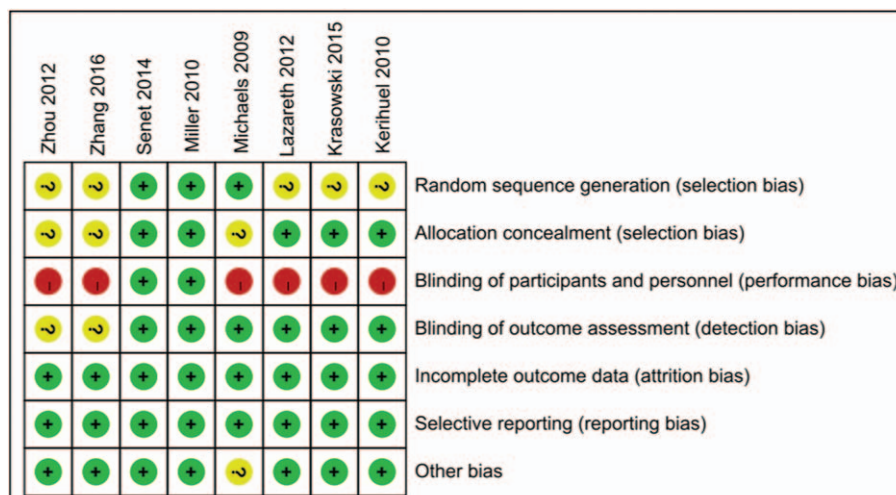 Zhou 2012
Zhang 2016
Senet 2014
Miller 2010
Michaels 2009
Lazareth 2012
Krasowski 2015
Kerihuel 2010
? ? + + + ? ? ? Random sequence generation (selection bias)
? ? + + ? + + + Allocation concealment (selection bias)
– – + + – – – – Blinding of participants and personnel (performance bias)
? ? + + + + + + Blinding of outcome assessment (detection bias)
+ + + + + + + + Incomplete outcome data (attrition bias)
+ + + + + + + + Selective reporting (reporting bias)
+ + + + ? + + + Other bias